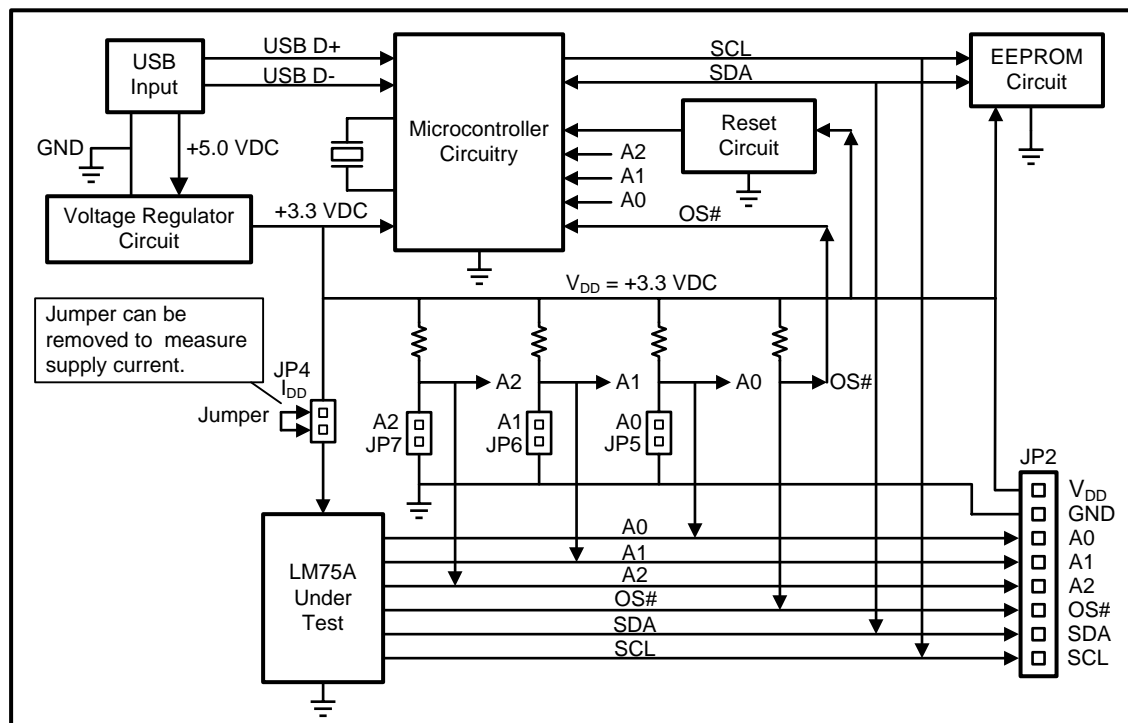 USB
Input
USB D+
USB D-
Microcontroller
Circuitry
SCL
SDA
EEPROM
Circuit
Reset
Circuit
GND
+5.0 VDC
A2
A1
A0
OS#
Voltage Regulator
Circuit
+3.3 VDC
VDD = +3.3 VDC
Jumper can be
removed to measure
supply current.
JP4
IDD
Jumper
A2
A1
A0
OS#
A2
JP7
A1
JP6
A0
JP5
JP2
VDD
GND
A0
A1
A2
OS#
SDA
SCL
LM75A
Under
Test
A0
A1
A2
OS#
SDA
SCL